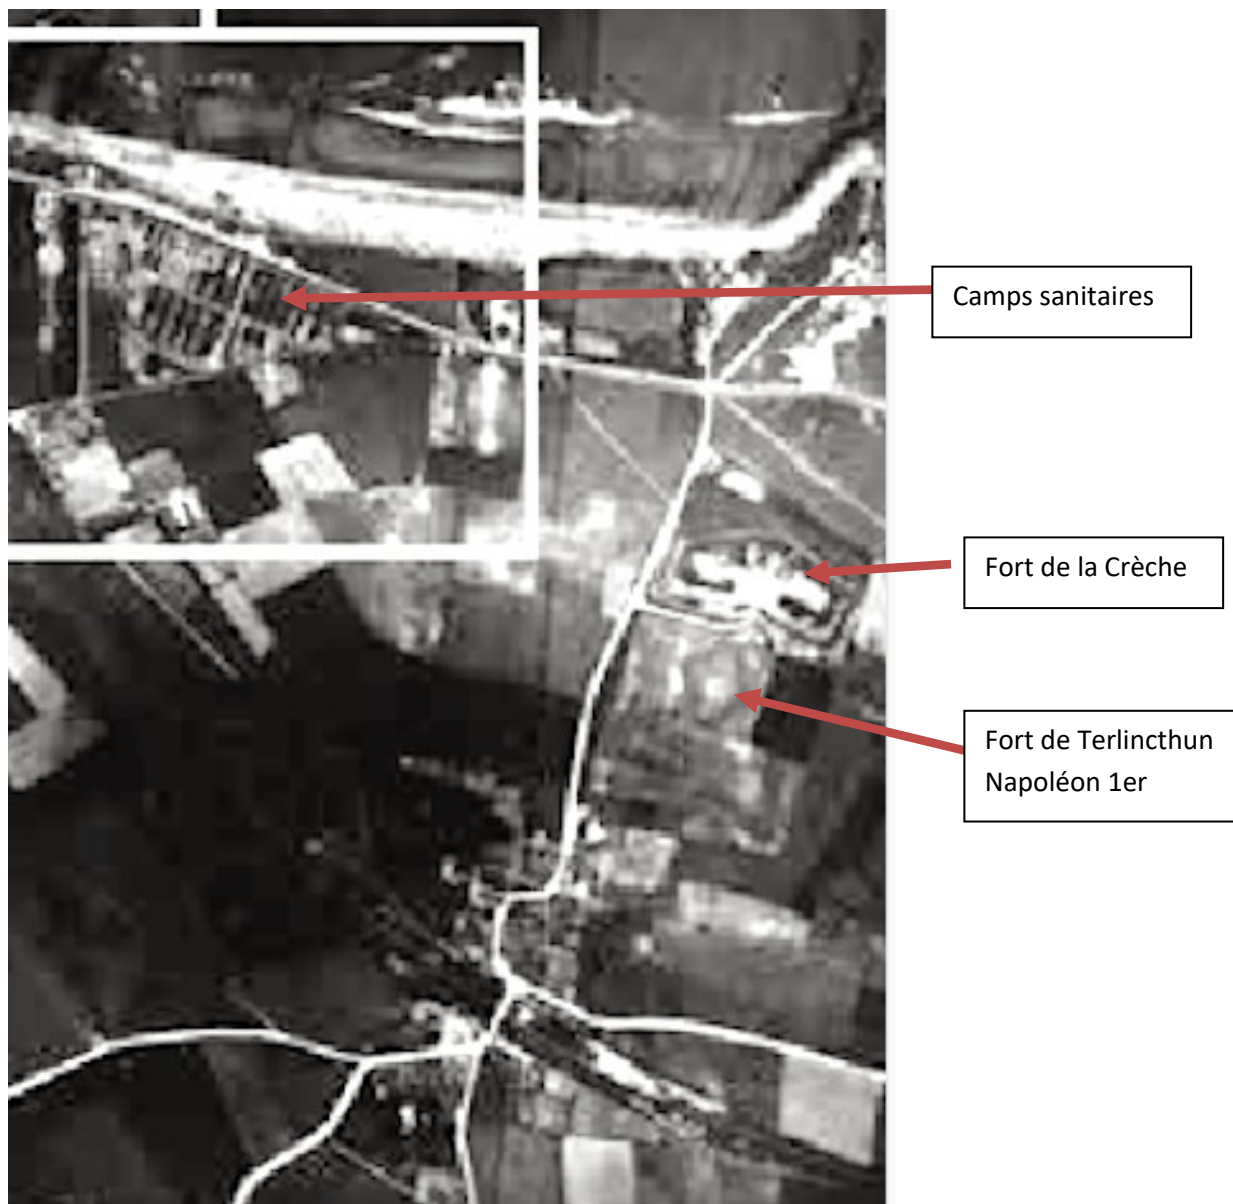 Camps sanitaires
Fort de la Crèche
Fort de Terlincthun
Napoléon 1er